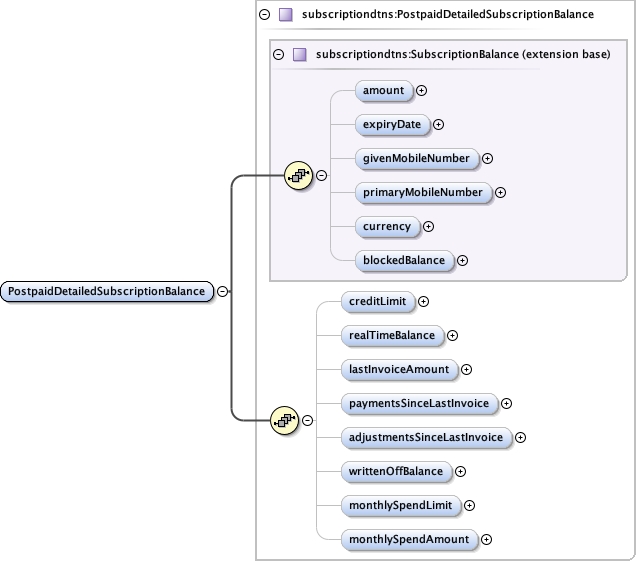 subscriptiondtns:PostpaidDetailedSubscriptionBalance
subscriptiondtns:SubscriptionBalance (extension base)
amount
expiryDate
givenMobileNumber
primaryMobileNumber
currency
blockedBalance
PostpaidDetailedSubscriptionBalance
creditLimit
realTimeBalance
lastInvoiceAmount
paymentsSinceLastInvoice
adjustmentsSinceLastInvoice
writtenOffBalance
monthlySpendLimit
monthlySpendAmount